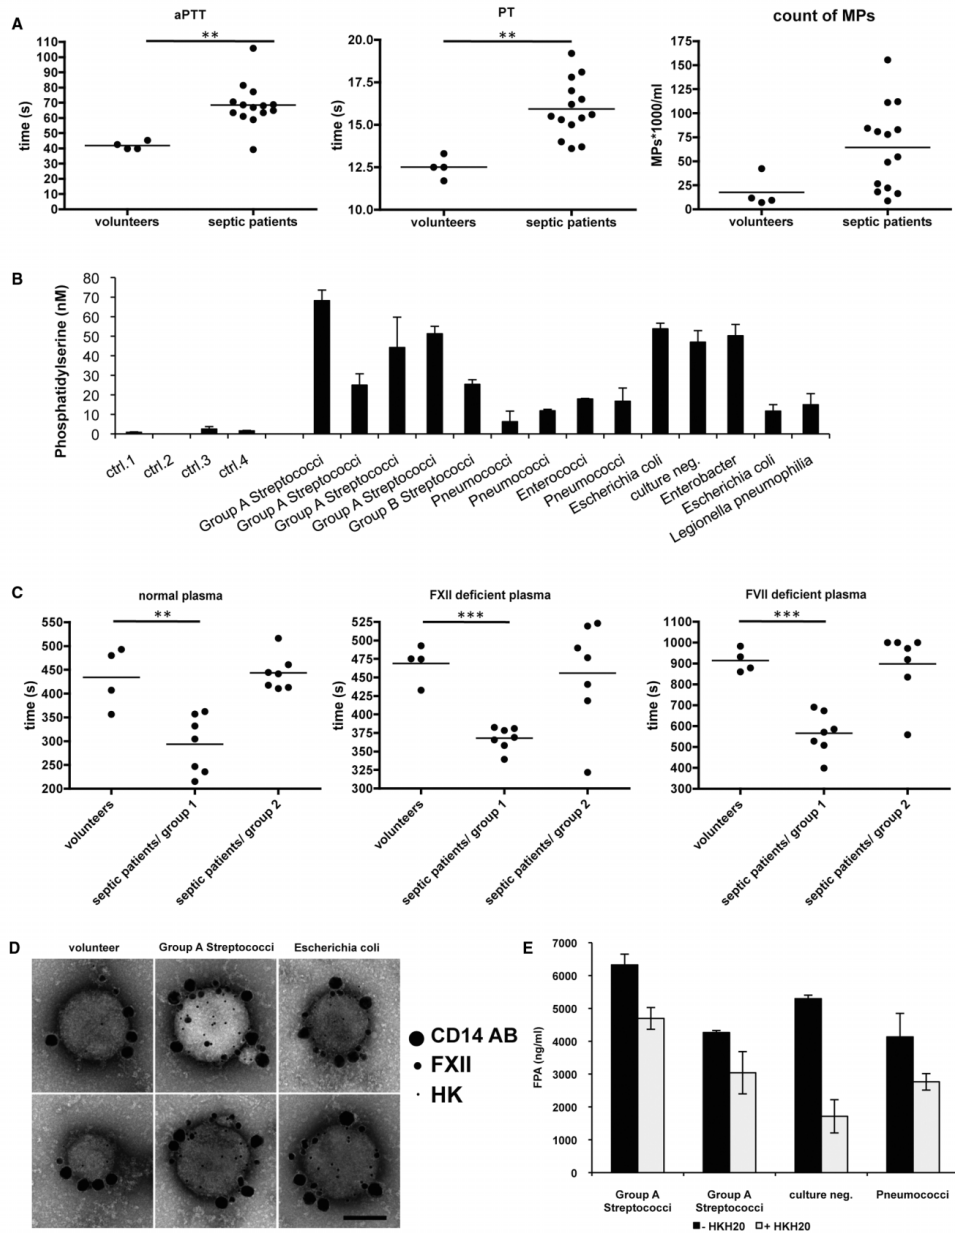 A
aPTT
**
110
100
90
80
70
60
50
40
30
20
10
0
time (s)
volunteers
septic patients
PT
**
20.0
17.5
15.0
12.5
10.0
time (s)
volunteers
septic patients
count of MPs
175
150
125
100
75
50
25
0
MPs*1000/ml
volunteers
septic patients
B
80
70
60
50
40
30
20
10
0
Phosphatidylserine (nM)
ctrl.1
ctrl.2
ctrl.3
ctrl.4
Group A Streptococci
Group A Streptococci
Group A Streptococci
Group A Streptococci
Group B Streptococci
Pneumococci
Pneumococci
Enterococci
Pneumococci
Escherichia coli
culture neg.
Enterobacter
Escherichia coli
Legionella pneumophilia
C
normal plasma
**
550
500
450
400
350
300
250
200
time (s)
volunteers
septic patients/ group 1
septic patients/ group 2
FXII deficient plasma
***
525
500
475
450
425
400
375
350
325
300
time (s)
volunteers
septic patients/ group 1
septic patients/ group 2
FVII deficient plasma
***
1100
1000
900
800
700
600
500
400
300
time (s)
volunteers
septic patients/ group 1
septic patients/ group 2
D
volunteer
Group A Streptococci
Escherichia coli
CD14 AB
FXII
HK
E
7000
6000
5000
4000
3000
2000
1000
0
FPA (ng/ml)
Group A
Streptococci
Group A
Streptococci
culture neg.
Pneumococci
- HKH20
+ HKH20